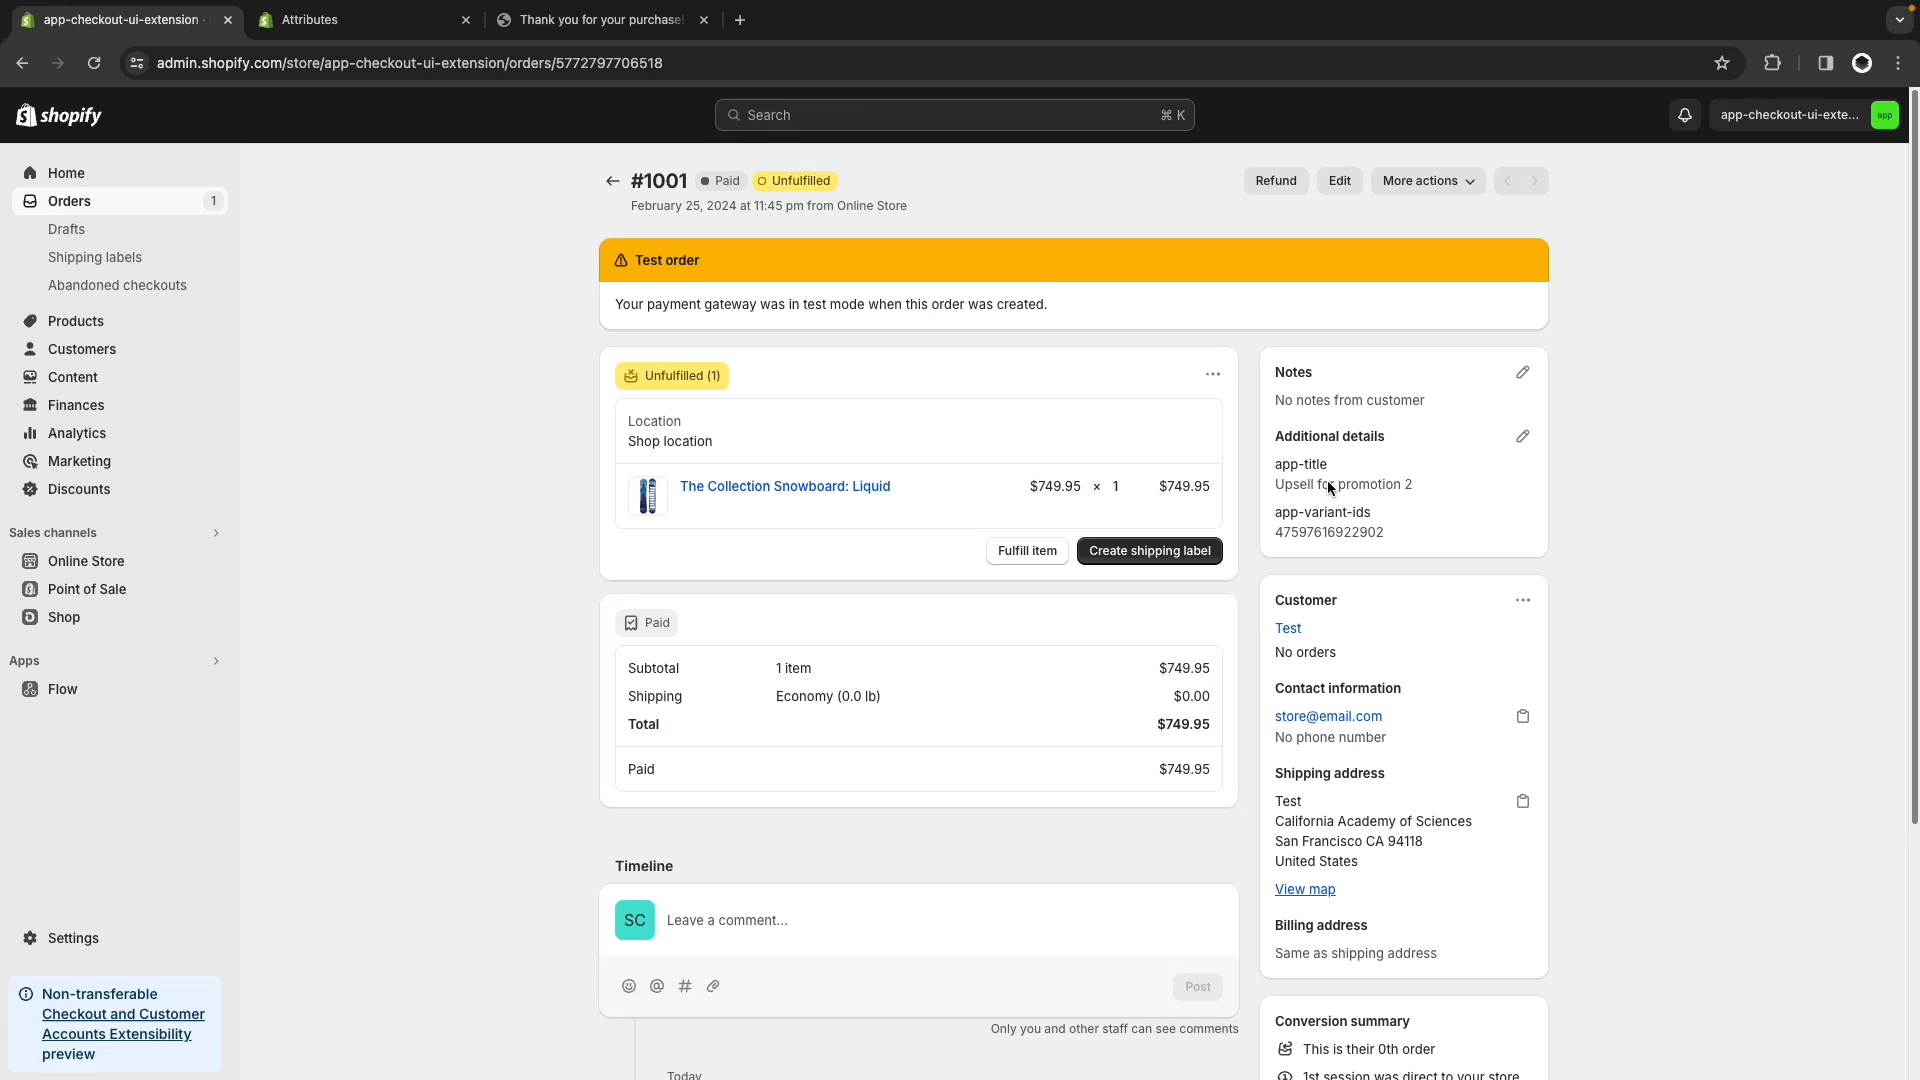 app-checkout-ui-extension ·
Attributes
Thank you for your purchase!
admin.shopify.com/store/app-checkout-ui-extension/orders/5772797706518
shopify
Search
⌘ K
app-checkout-ui-exte...
app
Home
Orders
1
Drafts
Shipping labels
Abandoned checkouts
Products
Customers
Content
Finances
Analytics
Marketing
Discounts
Sales channels
Online Store
Point of Sale
Shop
Apps
Flow
Settings
Non-transferable
Checkout and Customer
Accounts Extensibility
preview
#1001
Paid
Unfulfilled
Refund
Edit
More actions
February 25, 2024 at 11:45 pm from Online Store
Test order
Your payment gateway was in test mode when this order was created.
Unfulfilled (1)
Location
Shop location
The Collection Snowboard: Liquid
$749.95 × 1
$749.95
Fulfill item
Create shipping label
Paid
Subtotal 1 item $749.95
Shipping Economy (0.0 lb) $0.00
Total $749.95
Paid $749.95
Timeline
SC
Leave a comment...
Post
Only you and other staff can see comments
Today
Notes
No notes from customer
Additional details
app-title
Upsell for promotion 2
app-variant-ids
47597616922902
Customer
Test
No orders
Contact information
store@email.com
No phone number
Shipping address
Test
California Academy of Sciences
San Francisco CA 94118
United States
View map
Billing address
Same as shipping address
Conversion summary
This is their 0th order
1st session was direct to your store